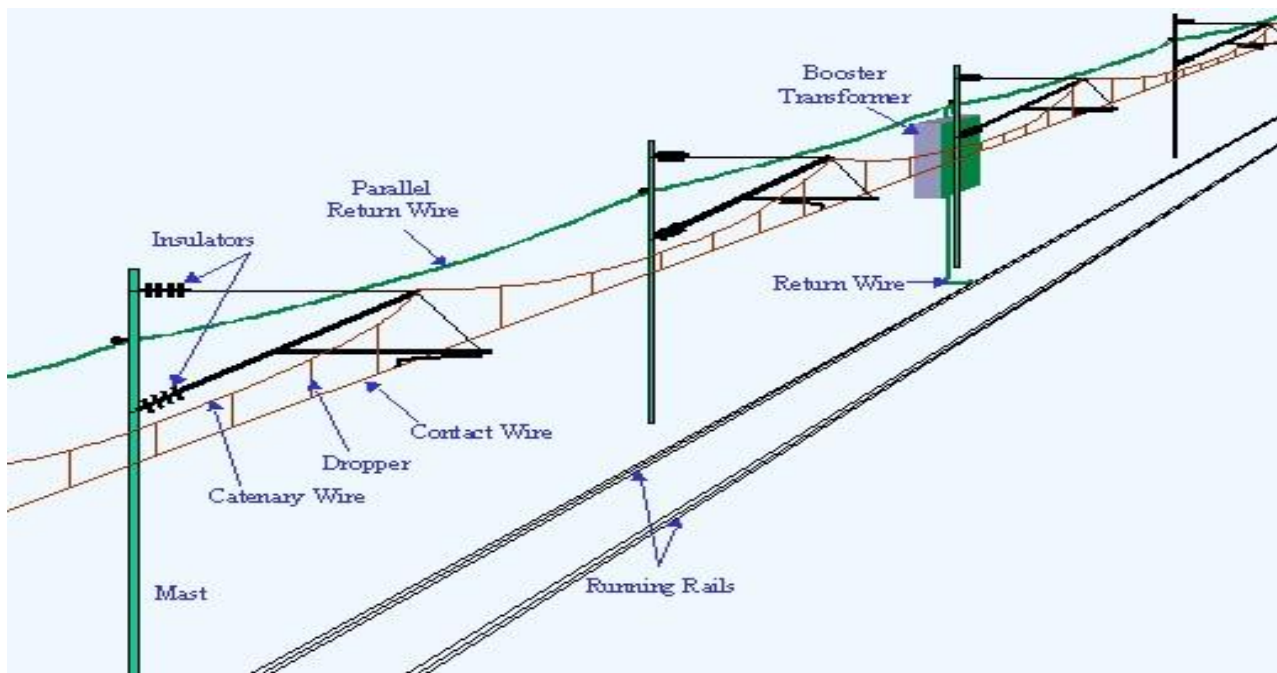 Booster
Transformer
Parallel
Return Wire
Insulators
Return Wire
Contact Wire
Dropper
Catenary Wire
Running Rails
Mast